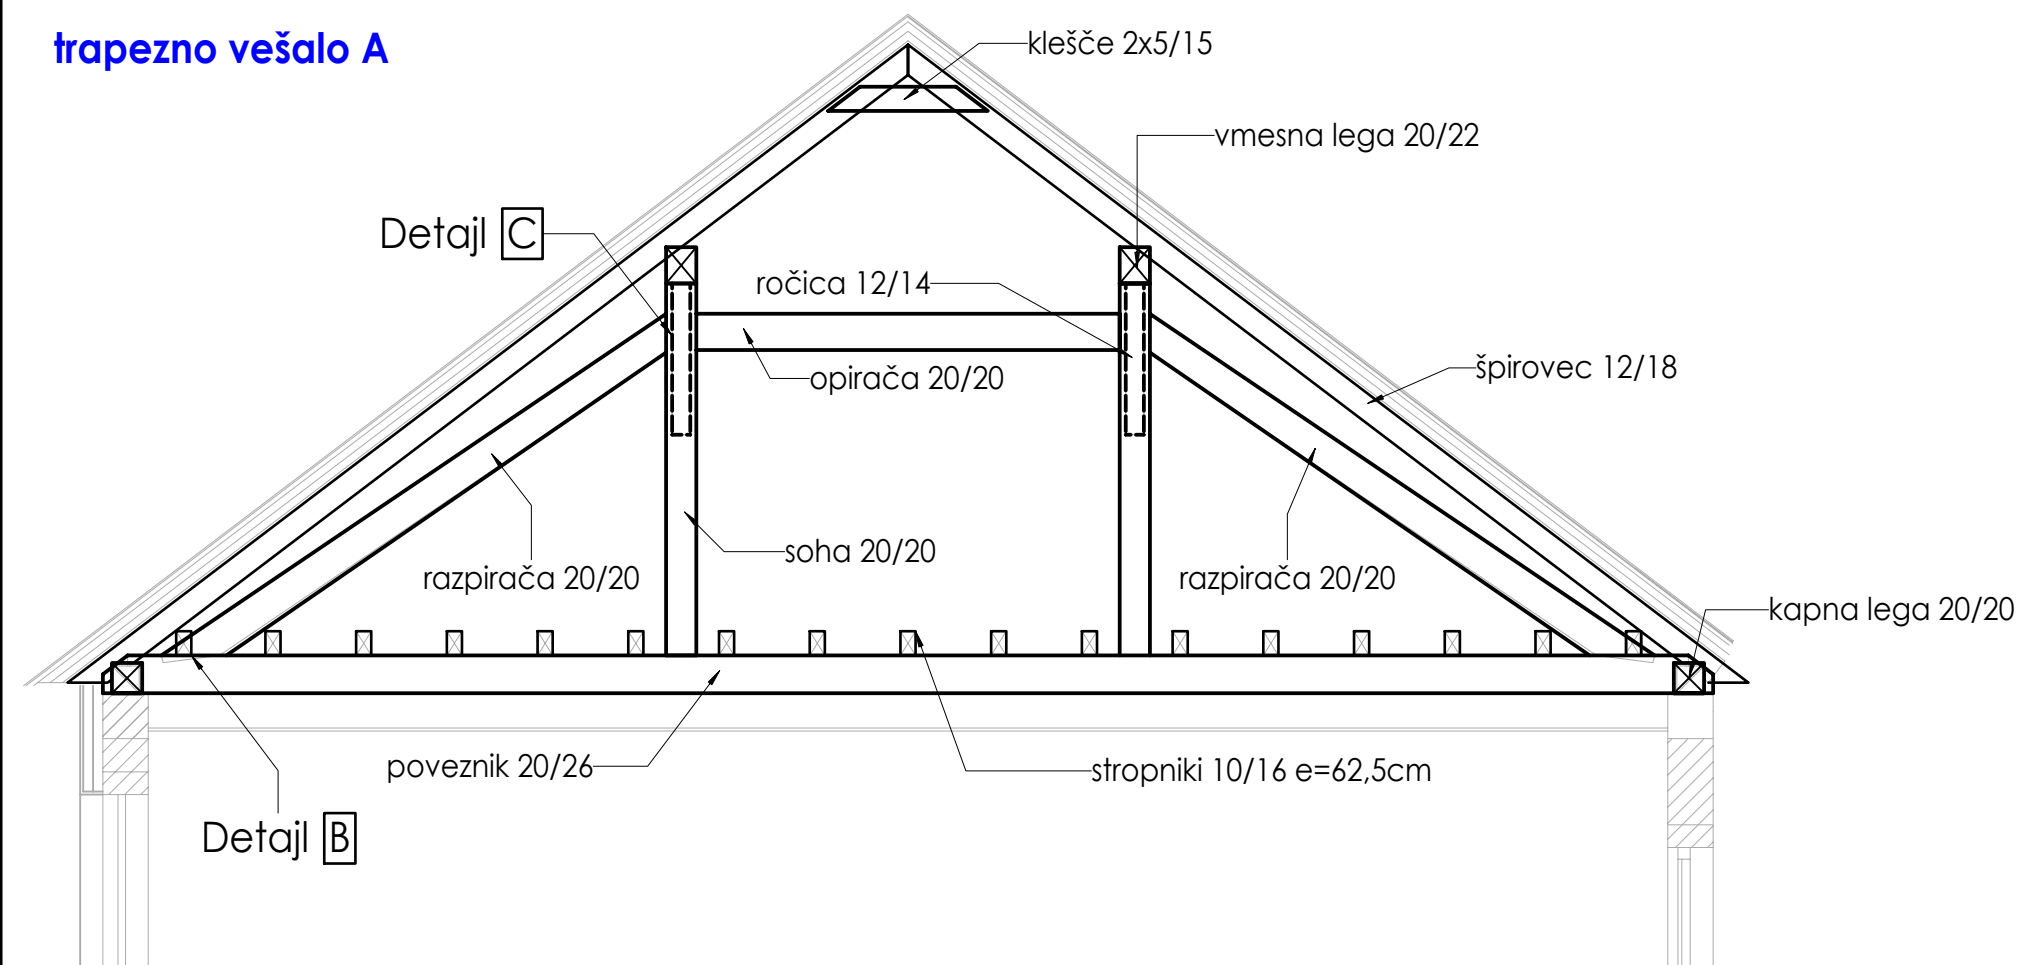 trapezno vešalo A
klešče 2x5/15
vmesna lega 20/22
Detajl C
ročica 12/14
opirača 20/20
špirovec 12/18
soha 20/20
razpirača 20/20
razpirača 20/20
kapna lega 20/20
poveznik 20/26
stropniki 10/16 e=62,5cm
Detajl B